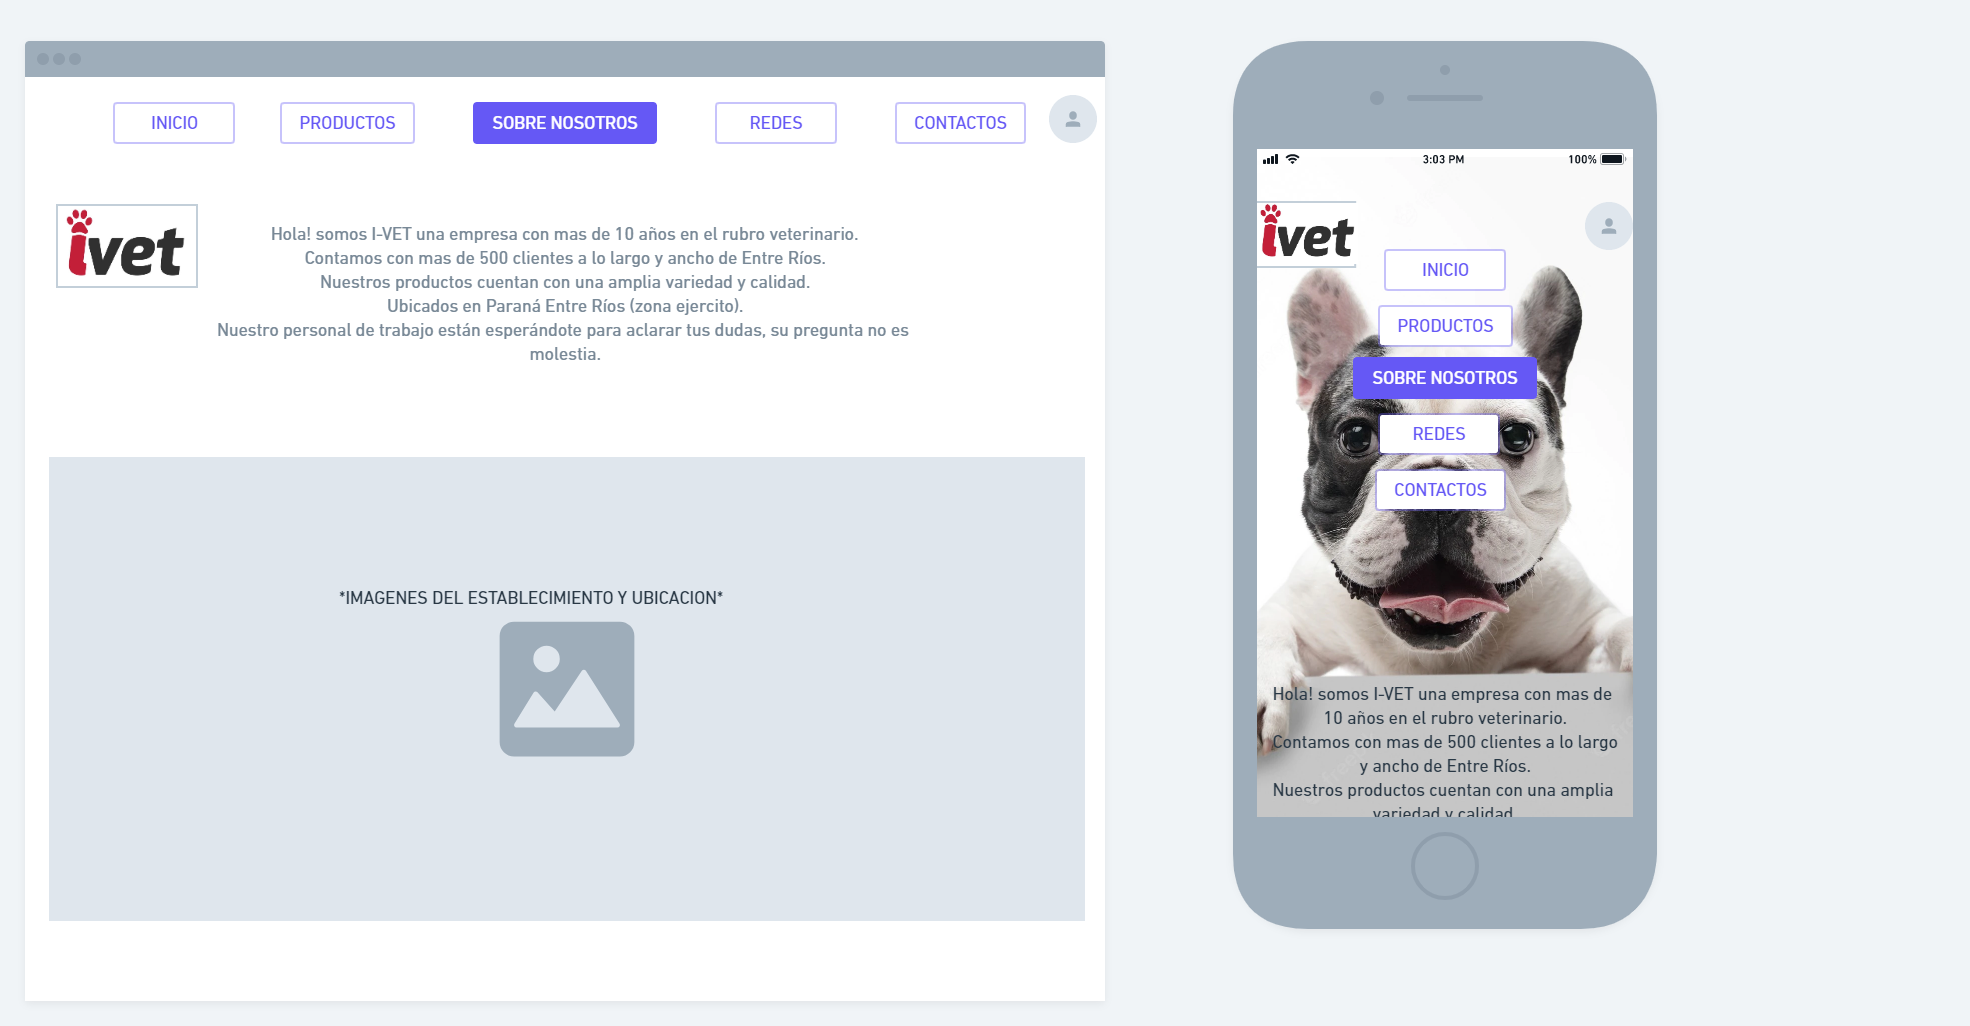 INICIO
PRODUCTOS
SOBRE NOSOTROS
REDES
CONTACTOS
ivet
Hola! somos I-VET una empresa con mas de 10 años en el rubro veterinario.
Contamos con mas de 500 clientes a lo largo y ancho de Entre Ríos.
Nuestros productos cuentan con una amplia variedad y calidad.
Ubicados en Paraná Entre Ríos (zona ejercito).
Nuestro personal de trabajo están esperándote para aclarar tus dudas, su pregunta no es
molestia.
*IMAGENES DEL ESTABLECIMIENTO Y UBICACION*
3:03 PM
100%
ivet
INICIO
PRODUCTOS
SOBRE NOSOTROS
REDES
CONTACTOS
Hola! somos I-VET una empresa con mas de
10 años en el rubro veterinario.
Contamos con mas de 500 clientes a lo largo
y ancho de Entre Ríos.
Nuestros productos cuentan con una amplia
variedad y calidad.